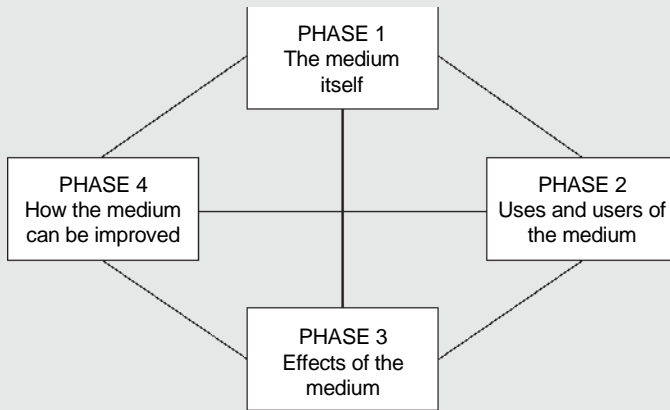 PHASE 1
The medium
itself
PHASE 4
How the medium
can be improved
PHASE 2
Uses and users of
the medium
PHASE 3
Effects of the
medium